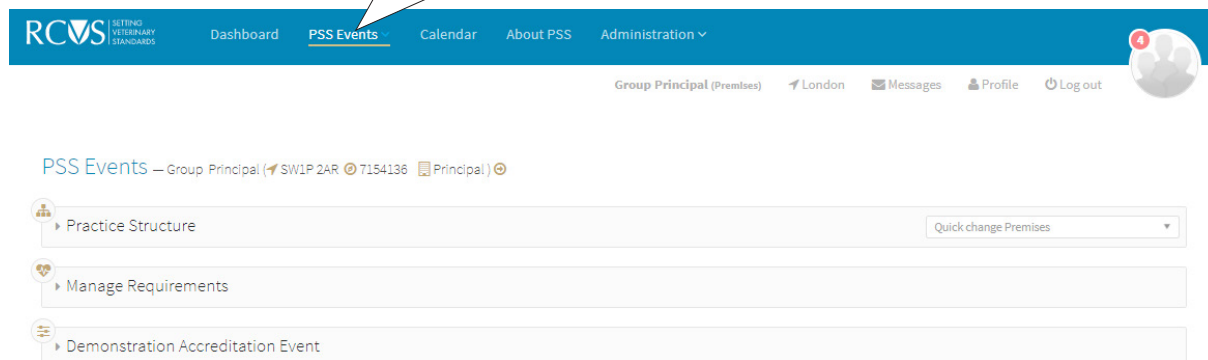 RCVS SETTING VETERINARY STANDARDS Dashboard PSS Events Calendar About PSS Administration
4
Group Principal (Premises) London Messages Profile Log out
PSS Events — Group Principal ( SW1P 2AR 7154136 Principal )
Practice Structure Quick change Premises
Manage Requirements
Demonstration Accreditation Event